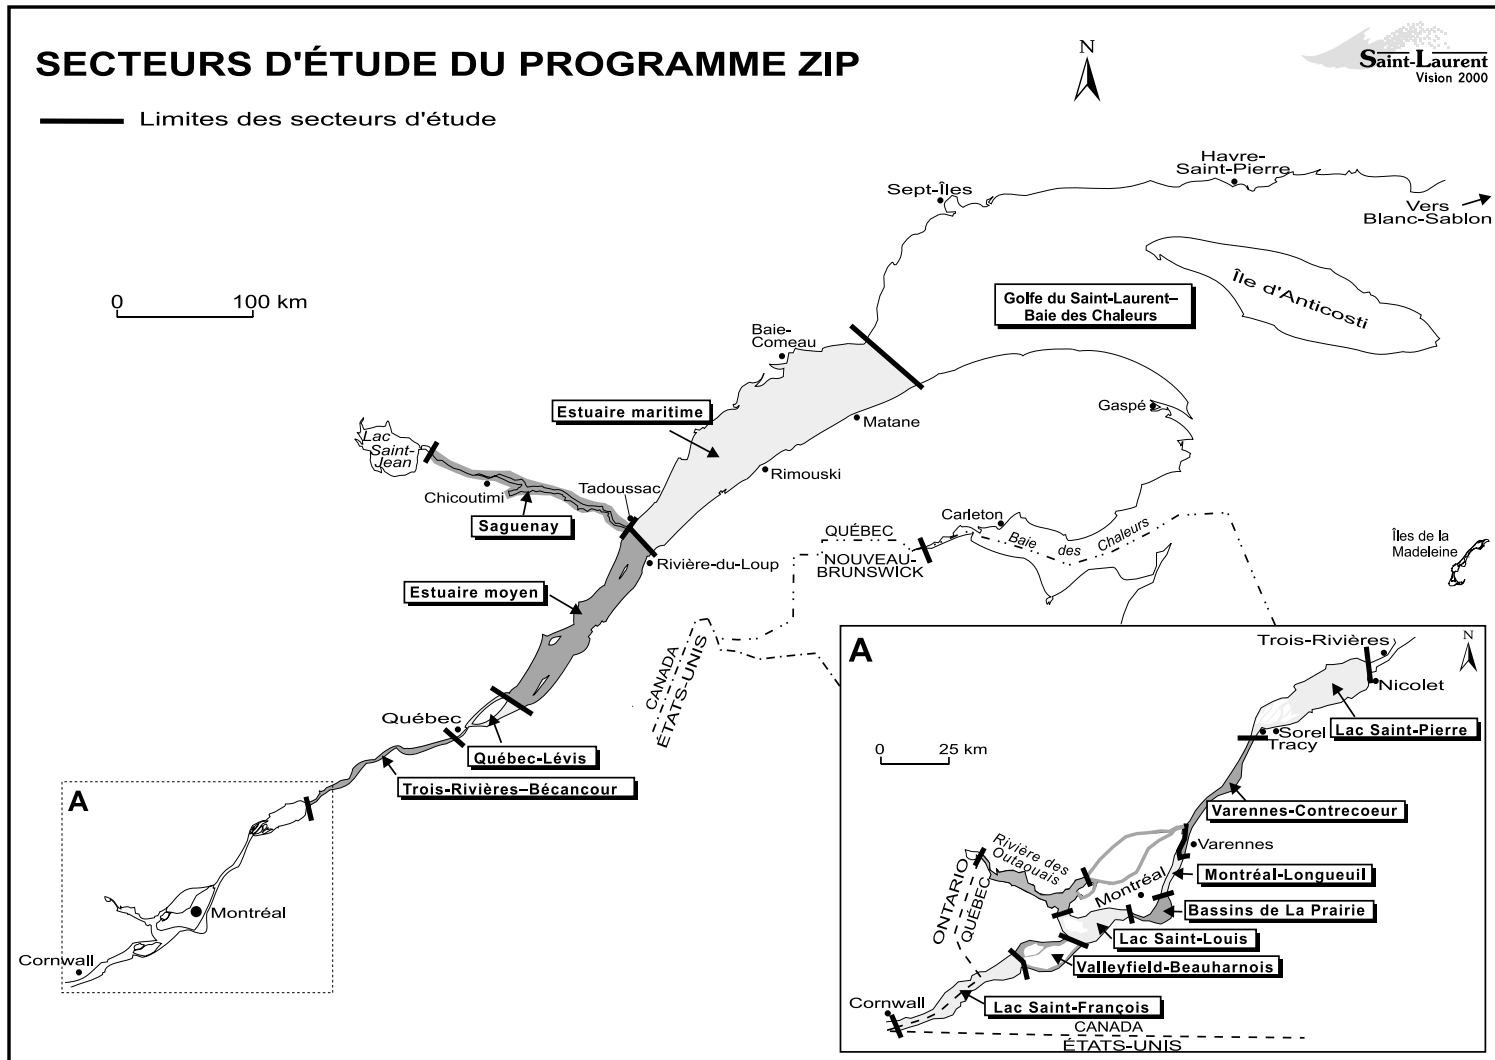 SECTEURS D'ÉTUDE DU PROGRAMME ZIP
Limites des secteurs d'étude
N
Saint-Laurent
Vision 2000
0 100 km
Havre-
Saint-Pierre
Sept-Îles
Vers
Blanc-Sablon
Île d'Anticosti
Golfe du Saint-Laurent–
Baie des Chaleurs
Baie-
Comeau
Estuaire maritime
Matane
Gaspé
Lac
Saint-
Jean
Rimouski
Chicoutimi
Tadoussac
Saguenay
Carleton
Baie des Chaleurs
QUÉBEC
NOUVEAU-
BRUNSWICK
Îles de la
Madeleine
Rivière-du-Loup
Estuaire moyen
CANADA
ÉTATS-UNIS
Québec
Québec-Lévis
Trois-Rivières–Bécancour
A
Montréal
Cornwall
A
N
Trois-Rivières
Nicolet
Lac Saint-Pierre
Sorel
Tracy
0 25 km
Varennes-Contrecoeur
Varennes
Rivière des
Outaouais
Montréal
Montréal-Longueuil
Bassins de La Prairie
ONTARIO
QUÉBEC
Lac Saint-Louis
Valleyfield-Beauharnois
Cornwall
Lac Saint-François
CANADA
ÉTATS-UNIS